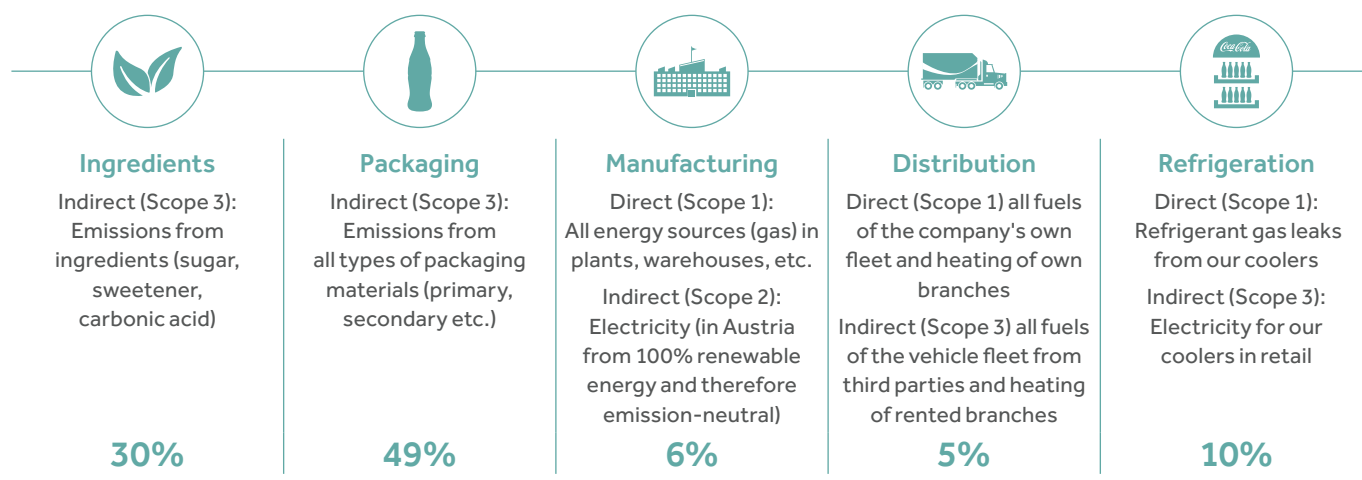 Coca-Cola
Ingredients
Indirect (Scope 3):
Emissions from
ingredients (sugar,
sweetener,
carbonic acid)
30%
Packaging
Indirect (Scope 3):
Emissions from
all types of packaging
materials (primary,
secondary etc.)
49%
Manufacturing
Direct (Scope 1):
All energy sources (gas) in
plants, warehouses, etc.
Indirect (Scope 2):
Electricity (in Austria
from 100% renewable
energy and therefore
emission-neutral)
6%
Distribution
Direct (Scope 1) all fuels
of the company's own
fleet and heating of own
branches
Indirect (Scope 3) all fuels
of the vehicle fleet from
third parties and heating
of rented branches
5%
Refrigeration
Direct (Scope 1):
Refrigerant gas leaks
from our coolers
Indirect (Scope 3):
Electricity for our
coolers in retail
10%